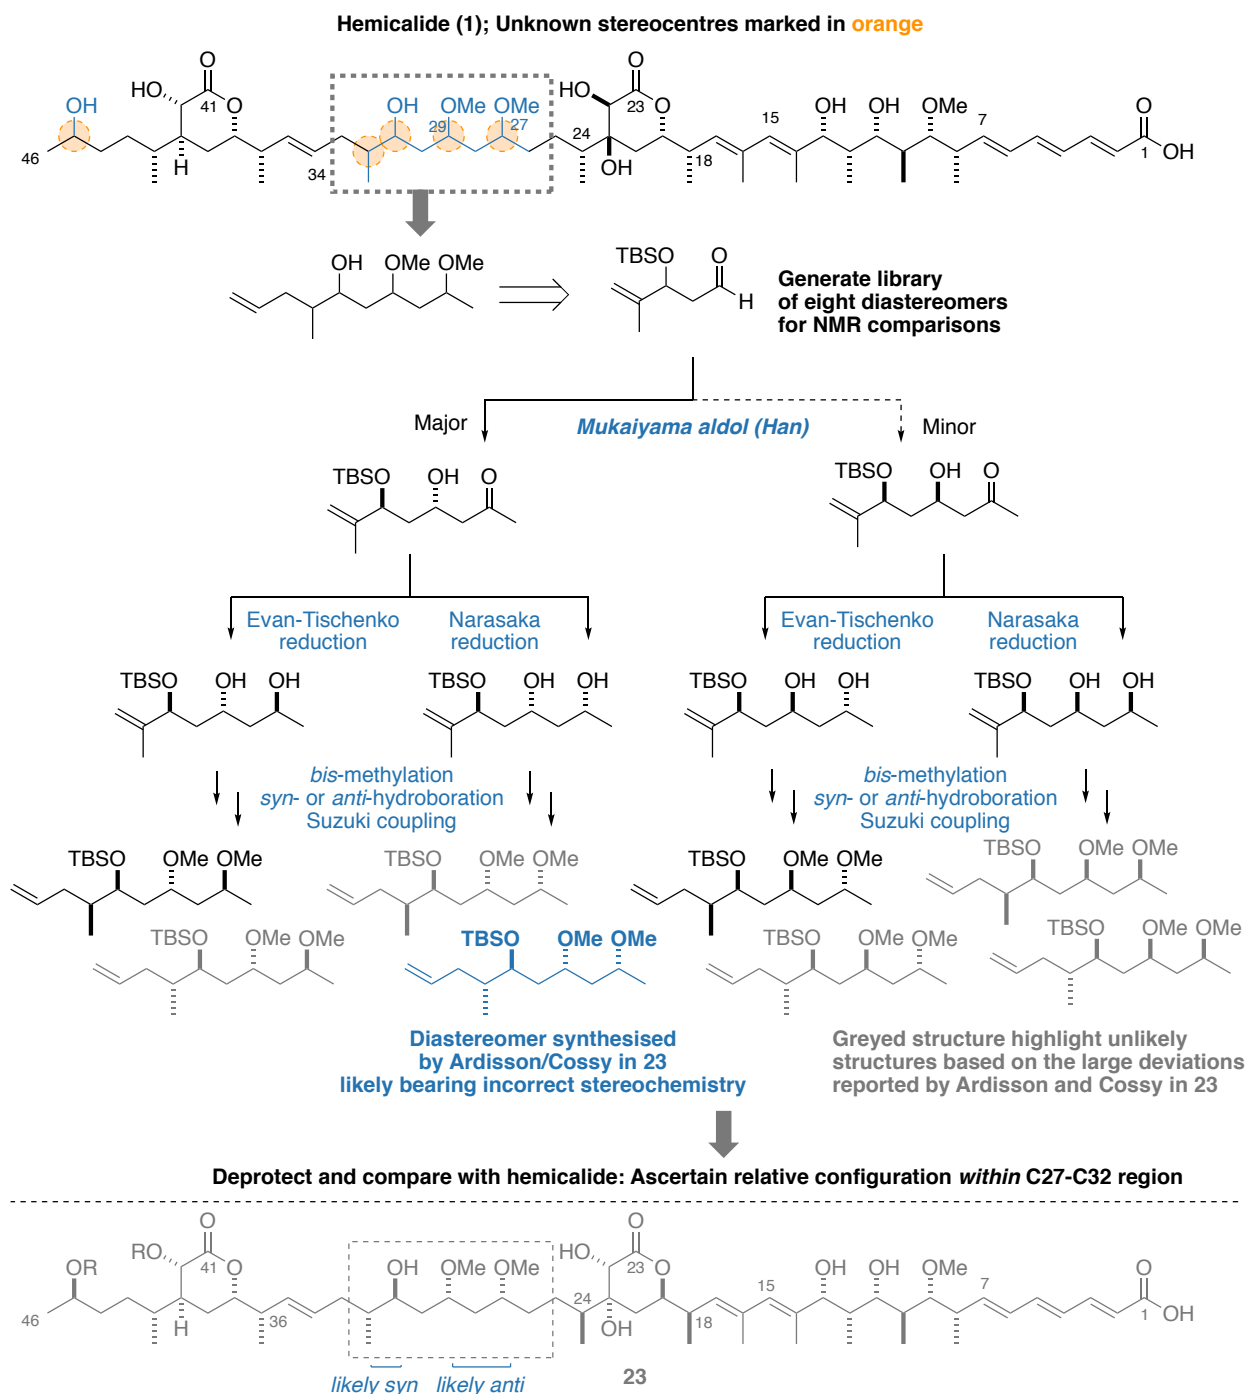 Hemicalide (1); Unknown stereocentres marked in orange
O
HO
41
O
OH
46
H
34
OH
OMe
OMe
29
27
O
HO
23
O
24
OH
18
15
OH
OH
OMe
7
O
1
OH
OH
OMe
OMe
TBSO
O
H
Generate library
of eight diastereomers
for NMR comparisons
Major
Mukaiyama aldol (Han)
Minor
TBSO
OH
O
TBSO
OH
O
Evan-Tischenko
reduction
Narasaka
reduction
Evan-Tischenko
reduction
Narasaka
reduction
TBSO
OH
OH
TBSO
OH
OH
TBSO
OH
OH
TBSO
OH
OH
bis-methylation
syn- or anti-hydroboration
Suzuki coupling
bis-methylation
syn- or anti-hydroboration
Suzuki coupling
TBSO
OMe
OMe
TBSO
OMe
OMe
TBSO
OMe
OMe
TBSO
OMe
OMe
TBSO
OMe
OMe
TBSO
OMe
OMe
TBSO
OMe
OMe
TBSO
OMe
OMe
Diastereomer synthesised
by Ardisson/Cossy in 23
likely bearing incorrect stereochemistry
Greyed structure highlight unlikely
structures based on the large deviations
reported by Ardisson and Cossy in 23
Deprotect and compare with hemicalide: Ascertain relative configuration within C27-C32 region
O
RO
41
O
OR
46
H
36
OH
OMe
OMe
O
HO
23
O
24
OH
18
15
OH
OH
OMe
7
O
1
OH
likely syn
likely anti
23